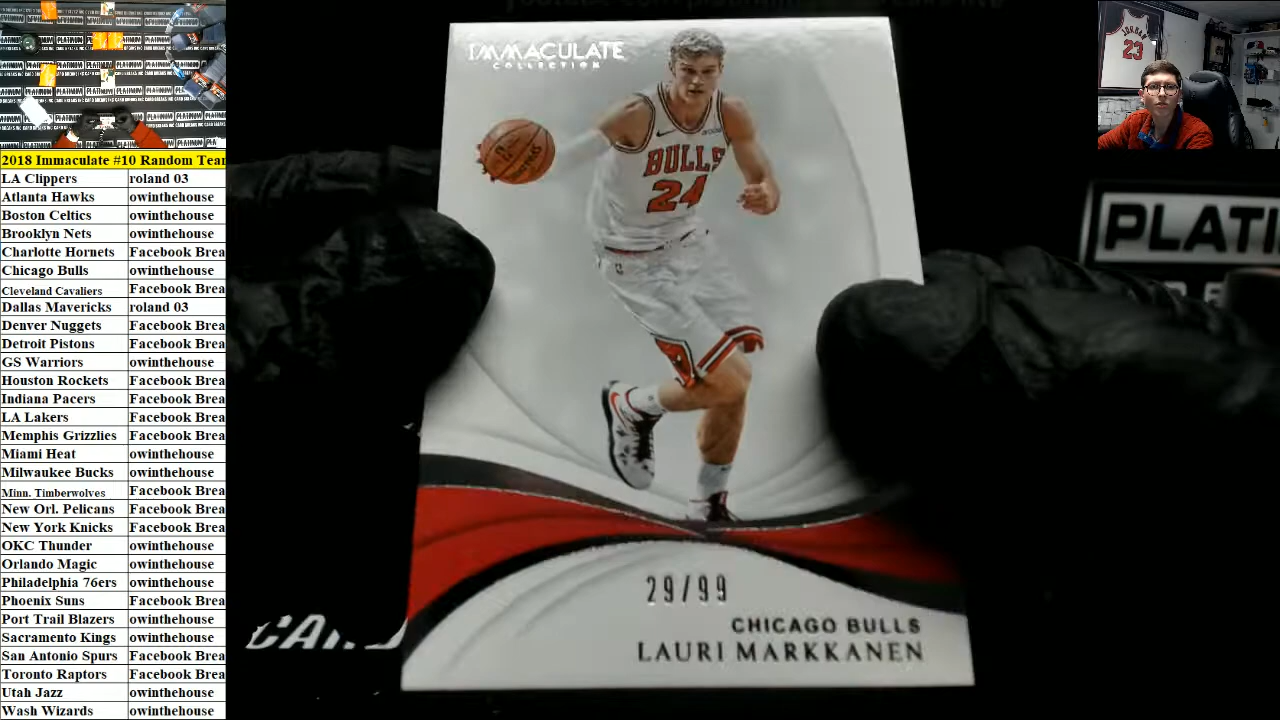 2018 Immaculate #10 Random Tear
LA Clippers roland 03
Atlanta Hawks owinthehouse
Boston Celtics owinthehouse
Brooklyn Nets owinthehouse
Charlotte Hornets Facebook Brea
Chicago Bulls owinthehouse
Cleveland Cavaliers Facebook Brea
Dallas Mavericks roland 03
Denver Nuggets Facebook Brea
Detroit Pistons Facebook Brea
GS Warriors owinthehouse
Houston Rockets Facebook Brea
Indiana Pacers Facebook Brea
LA Lakers Facebook Brea
Memphis Grizzlies Facebook Brea
Miami Heat owinthehouse
Milwaukee Bucks owinthehouse
Minn. Timberwolves Facebook Brea
New Orl. Pelicans Facebook Brea
New York Knicks Facebook Brea
OKC Thunder owinthehouse
Orlando Magic owinthehouse
Philadelphia 76ers owinthehouse
Phoenix Suns Facebook Brea
Port Trail Blazers owinthehouse
Sacramento Kings owinthehouse
San Antonio Spurs Facebook Brea
Toronto Raptors Facebook Brea
Utah Jazz owinthehouse
Wash Wizards owinthehouse
IMMACULATE
COLLECTION
BULLS
24
29/99
CHICAGO BULLS
LAURI MARKKANEN
JORDAN
23
PLATI